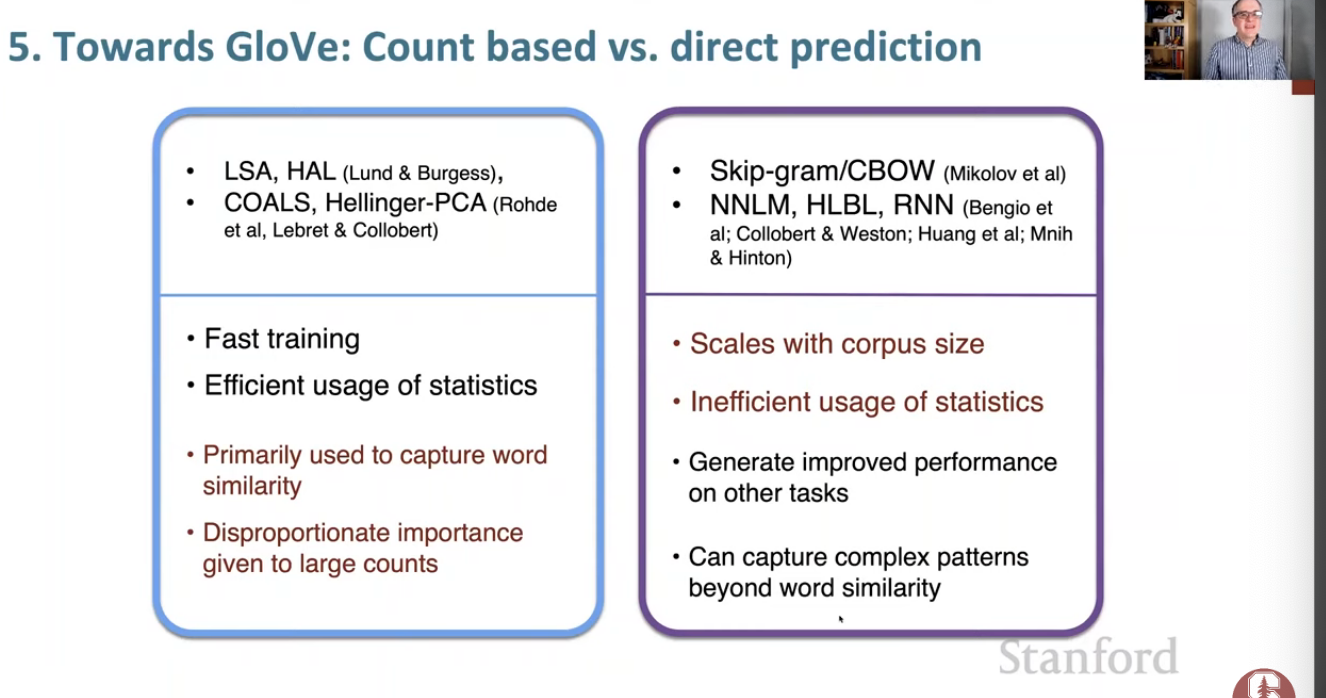 5. Towards GloVe: Count based vs. direct prediction
• LSA, HAL (Lund & Burgess),
• COALS, Hellinger-PCA (Rohde
et al, Lebret & Collobert)
• Fast training
• Efficient usage of statistics
• Primarily used to capture word
similarity
• Disproportionate importance
given to large counts
• Skip-gram/CBOW (Mikolov et al)
• NNLM, HLBL, RNN (Bengio et
al; Collobert & Weston; Huang et al; Mnih
& Hinton)
• Scales with corpus size
• Inefficient usage of statistics
• Generate improved performance
on other tasks
• Can capture complex patterns
beyond word similarity
Stanford